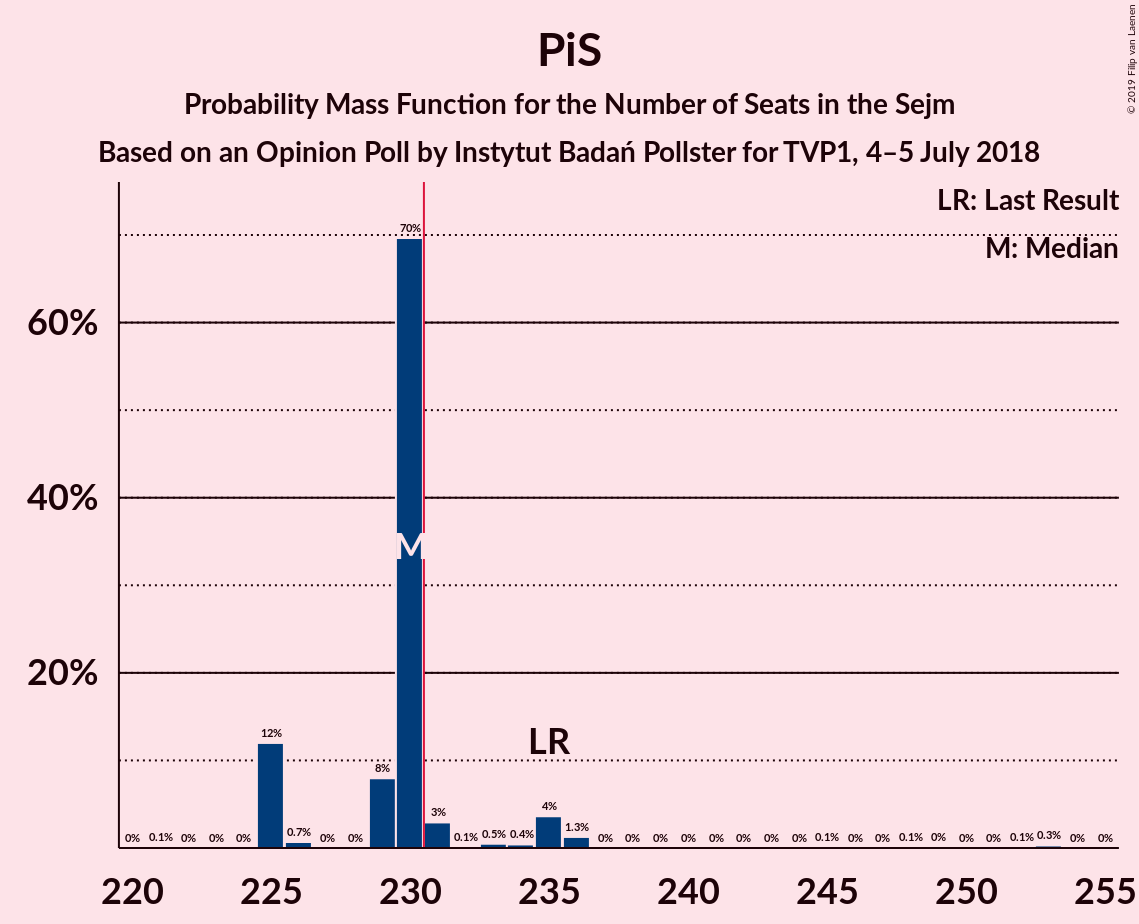 PiS
Probability Mass Function for the Number of Seats in the Sejm
Based on an Opinion Poll by Instytut Badań Pollster for TVP1, 4–5 July 2018
© 2019 Filip van Laenen
LR: Last Result
M: Median
60%
40%
20%
0% 0.1% 0% 0% 0% 12% 0.7% 0% 0% 8% 70% 3% 0.1% 0.5% 0.4% 4% 1.3% 0% 0% 0% 0% 0% 0% 0% 0% 0.1% 0% 0% 0.1% 0% 0% 0% 0.1% 0.3% 0% 0%
M
LR
220 225 230 235 240 245 250 255